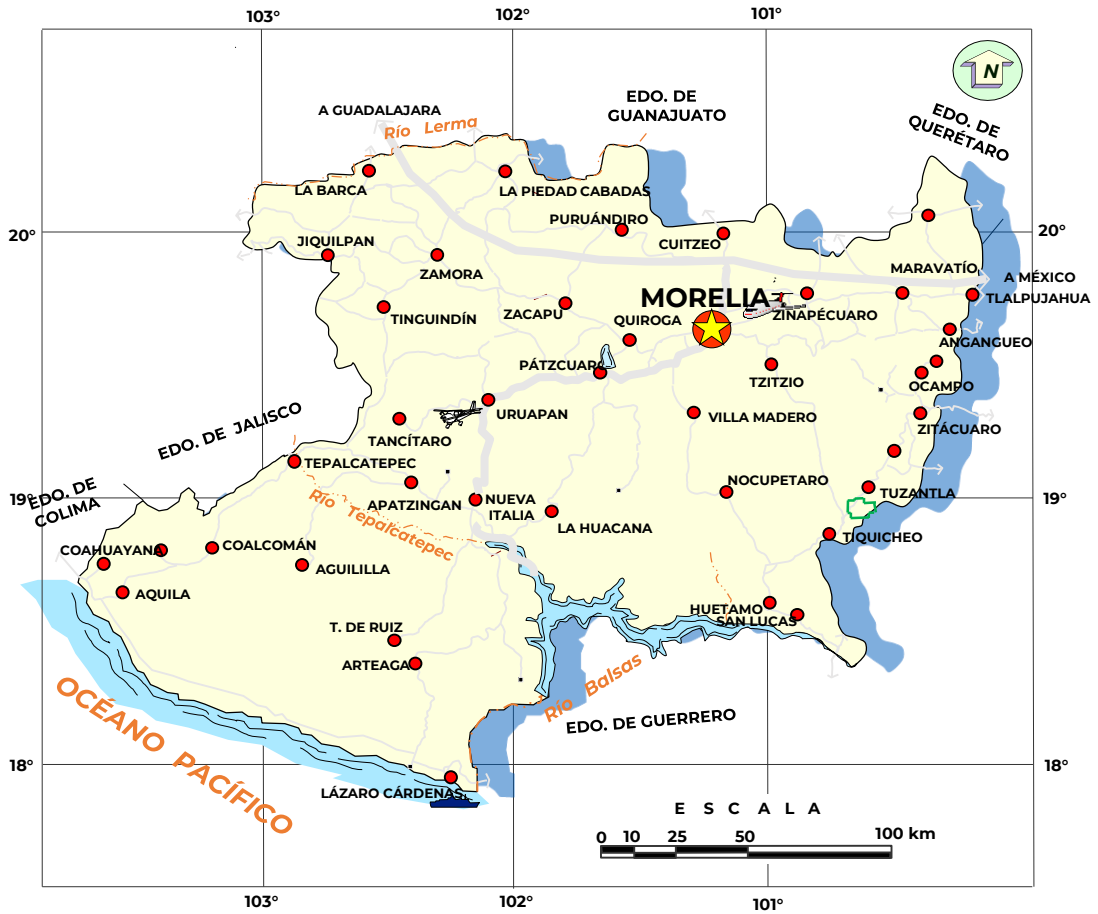 103°
102°
101°
N
EDO. DE
GUANAJUATO
EDO. DE
QUERÉTARO
A GUADALAJARA
Río Lerma
LA BARCA
LA PIEDAD CABADAS
PURUÁNDIRO
20°
20°
JIQUILPAN
CUITZEO
ZAMORA
MARAVATÍO
A MÉXICO
TLALPUJAHUA
MORELIA
TINGUINDÍN
ZACAPU
QUIROGA
ZINAPÉCUARO
ANGANGUEO
PÁTZCUARO
TZITZIO
OCAMPO
EDO. DE JALISCO
URUAPAN
VILLA MADERO
TANCÍTARO
ZITÁCUARO
TEPALCATEPEC
NOCUPETARO
EDO. DE
COLIMA
19°
19°
APATZINGAN
NUEVA
ITALIA
TUZANTLA
Río Tepalcatepec
LA HUACANA
TIQUICHEO
COAHUAYANA
COALCOMÁN
AGUILILLA
AQUILA
HUETAMO
SAN LUCAS
T. DE RUIZ
ARTEAGA
Río Balsas
EDO. DE GUERRERO
OCÉANO PACÍFICO
18°
18°
LÁZARO CÁRDENAS
E S C A L A
0 10 25 50 100 km
103°
102°
101°